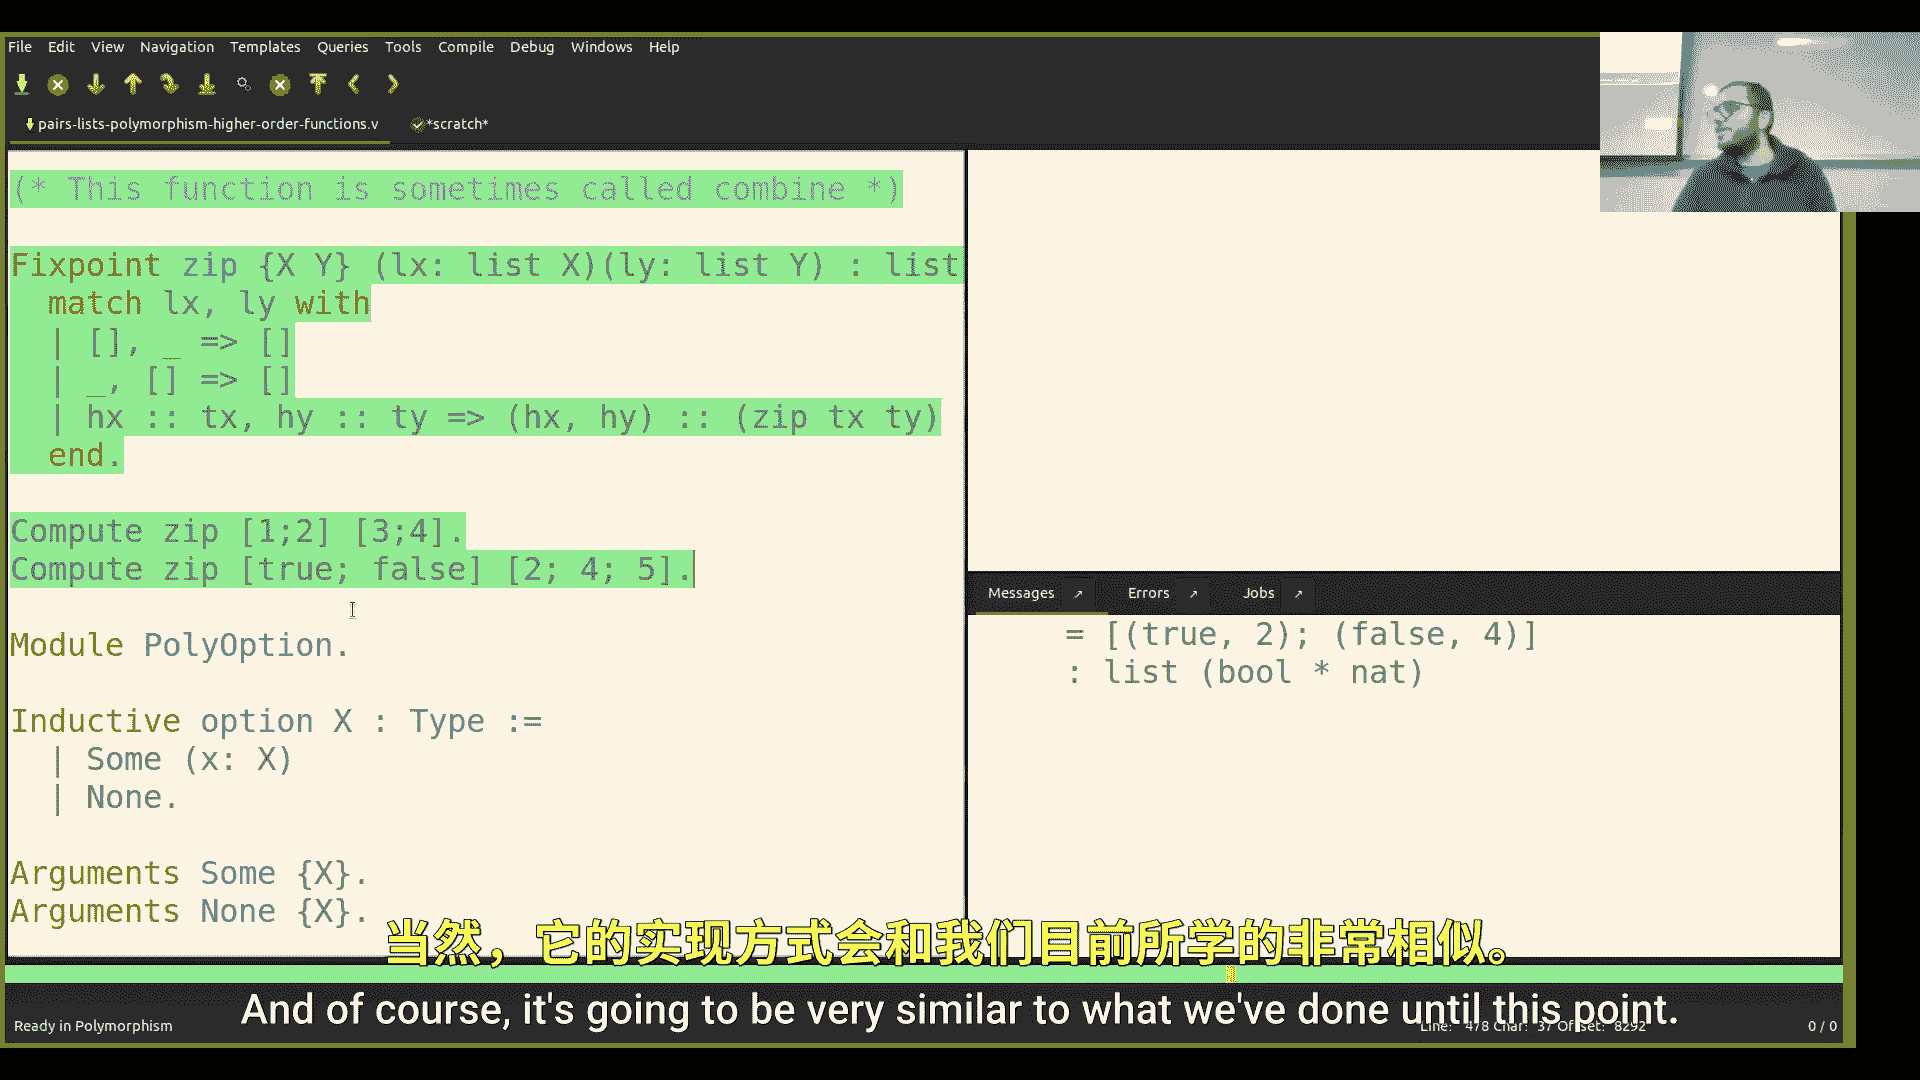 File Edit View Navigation Templates Queries Tools Compile Debug Windows Help
pairs-lists-polymorphism-higher-order-functions.v *scratch*
(* This function is sometimes called combine *)
Fixpoint zip {X Y} (lx: list X)(ly: list Y) : list
match lx, ly with
| [], _ => []
| _, [] => []
| hx :: tx, hy :: ty => (hx, hy) :: (zip tx ty)
end.
Compute zip [1;2] [3;4].
Compute zip [true; false] [2; 4; 5].
Module PolyOption.
Inductive option X : Type :=
| Some (x: X)
| None.
Arguments Some {X}.
Arguments None {X}.
Messages Errors Jobs
= [(true, 2); (false, 4)]
: list (bool * nat)
当然，它的实现方式会和我们目前所学的非常相似。
And of course, it's going to be very similar to what we've done until this point.
Ready in Polymorphism
Line: 478 Char: 37 Offset: 8292
0 / 0